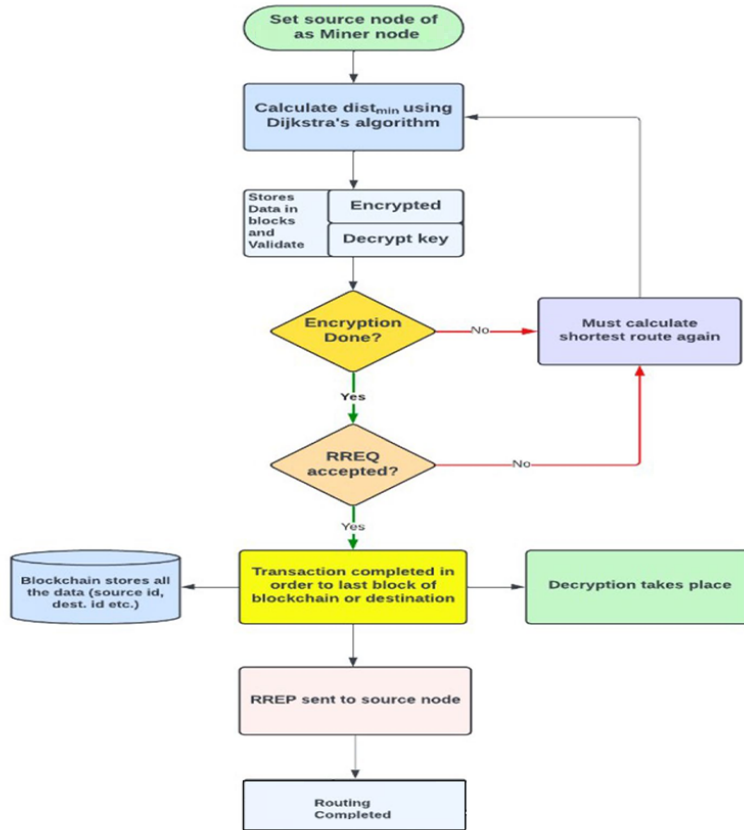 Set source node of
as Miner node
Calculate distmin using
Dijkstra's algorithm
Stores
Data in
blocks
and
Validate
Encrypted
Decrypt key
Encryption
Done?
No
Must calculate
shortest route again
Yes
RREQ
accepted?
No
Yes
Blockchain stores all
the data (source id,
dest. id etc.)
Transaction completed in
order to last block of
blockchain or destination
Decryption takes place
RREP sent to source node
Routing
Completed